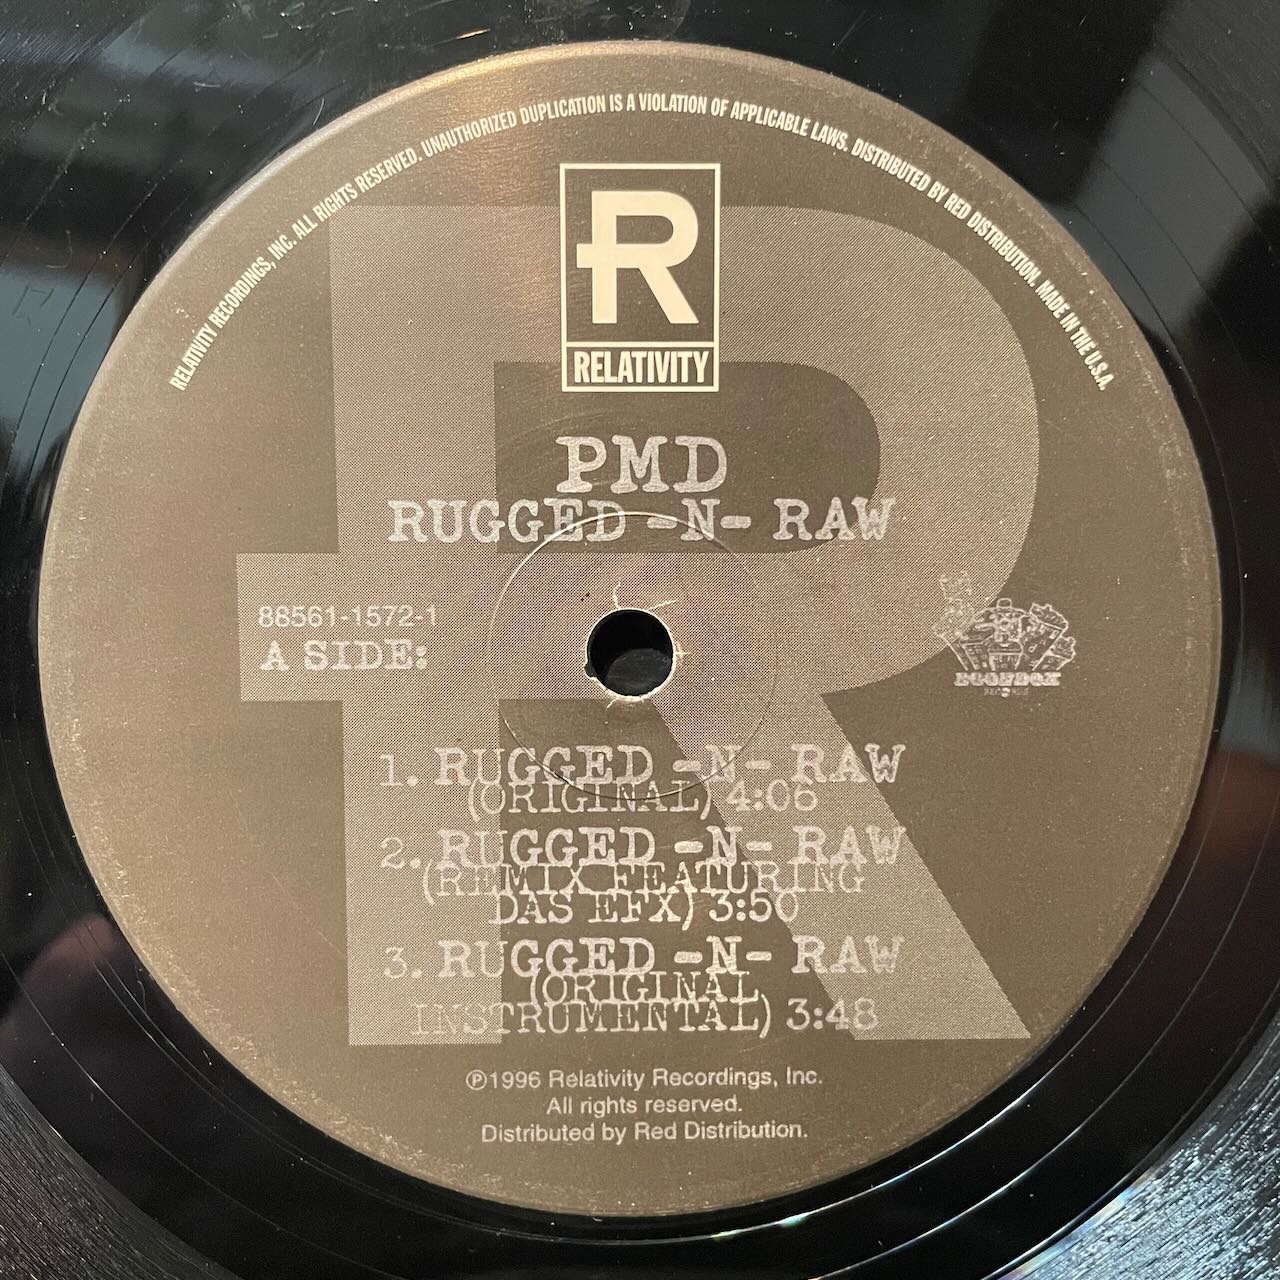 RELATIVITY RECORDINGS, INC. ALL RIGHTS RESERVED. UNAUTHORIZED DUPLICATION IS A VIOLATION OF APPLICABLE LAWS. DISTRIBUTED BY RED DISTRIBUTION. MADE IN THE U.S.A.
R
RELATIVITY
PMD
RUGGED -N- RAW
88561-1572-1
A SIDE:
BOONDOX
RECORDS
1. RUGGED -N- RAW
(ORIGINAL) 4:06
2. RUGGED -N- RAW
(REMIX FEATURING
DAS EFX) 3:50
3. RUGGED -N- RAW
(ORIGINAL
INSTRUMENTAL) 3:48
℗1996 Relativity Recordings, Inc.
All rights reserved.
Distributed by Red Distribution.